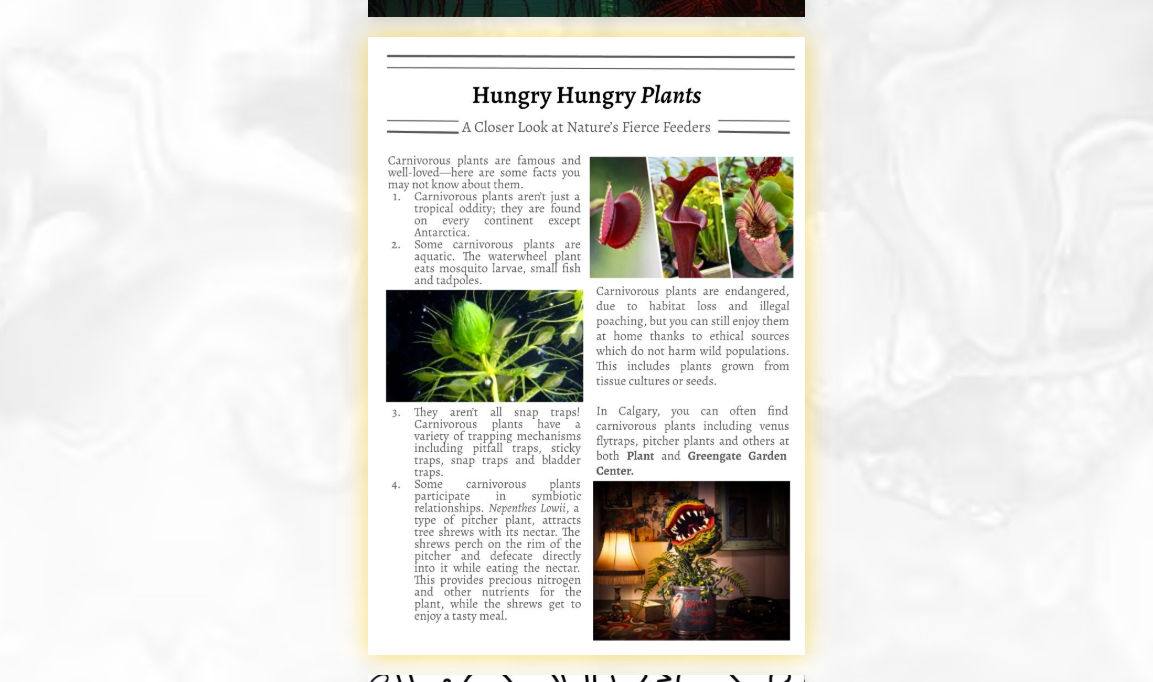 Hungry Hungry Plants
A Closer Look at Nature's Fierce Feeders
Carnivorous plants are famous and
well-loved—here are some facts you
may not know about them.
1. Carnivorous plants aren't just a
tropical oddity; they are found
on every continent except
Antarctica.
2. Some carnivorous plants are
aquatic. The waterwheel plant
eats mosquito larvae, small fish
and tadpoles.
3. They aren't all snap traps!
Carnivorous plants have a
variety of trapping mechanisms
including pitfall traps, sticky
traps, snap traps and bladder
traps.
4. Some carnivorous plants
participate in symbiotic
relationships. Nepenthes Lowii, a
type of pitcher plant, attracts
tree shrews with its nectar. The
shrews perch on the rim of the
pitcher and defecate directly
into it while eating the nectar.
This provides precious nitrogen
and other nutrients for the
plant, while the shrews get to
enjoy a tasty meal.
Carnivorous plants are endangered,
due to habitat loss and illegal
poaching, but you can still enjoy them
at home thanks to ethical sources
which do not harm wild populations.
This includes plants grown from
tissue cultures or seeds.
In Calgary, you can often find
carnivorous plants including venus
flytraps, pitcher plants and others at
both Plant and Greengate Garden
Center.